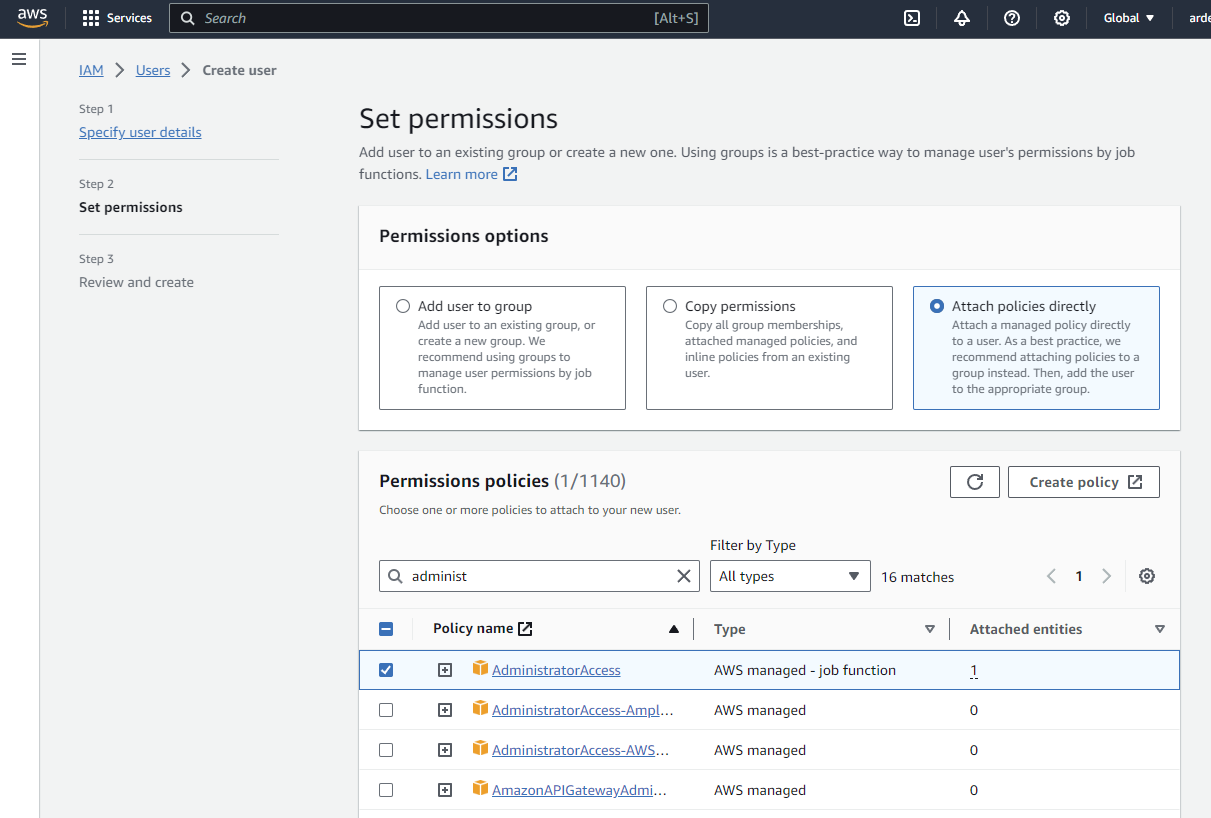 aws
Services
Search
[Alt+S]
Global
arde
IAM
Users
Create user
Step 1
Specify user details
Step 2
Set permissions
Step 3
Review and create
Set permissions
Add user to an existing group or create a new one. Using groups is a best-practice way to manage user's permissions by job
functions. Learn more
Permissions options
Add user to group
Add user to an existing group, or
create a new group. We
recommend using groups to
manage user permissions by job
function.
Copy permissions
Copy all group memberships,
attached managed policies, and
inline policies from an existing
user.
Attach policies directly
Attach a managed policy directly
to a user. As a best practice, we
recommend attaching policies to a
group instead. Then, add the user
to the appropriate group.
Permissions policies (1/1140)
Create policy
Choose one or more policies to attach to your new user.
Filter by Type
administ
All types
16 matches
1
Policy name
Type
Attached entities
AdministratorAccess
AWS managed - job function
1
AdministratorAccess-Ampl...
AWS managed
0
AdministratorAccess-AWS...
AWS managed
0
AmazonAPIGatewayAdmi...
AWS managed
0